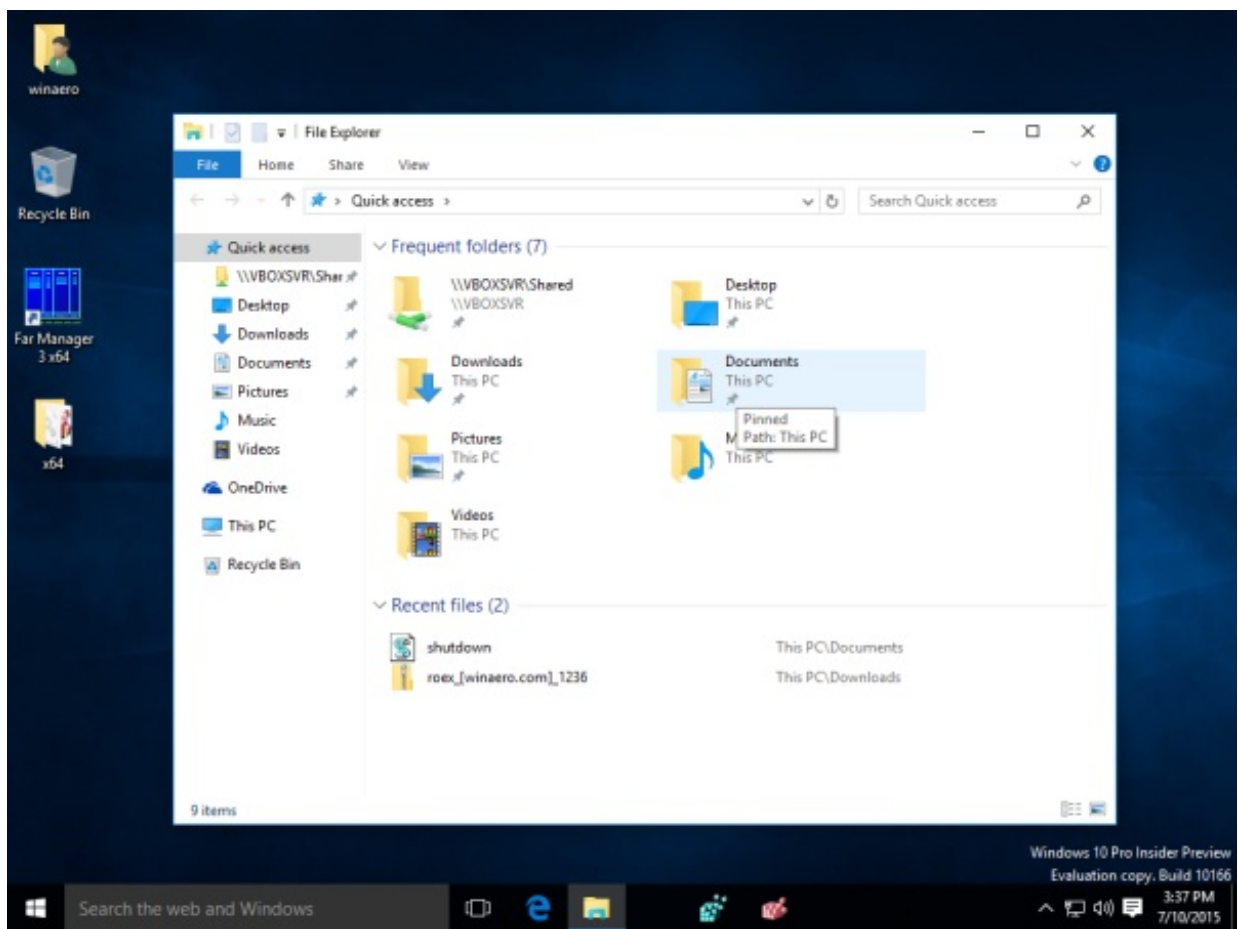 winaero
Recycle Bin
Far Manager
3 x64
x64
File Explorer
File Home Share View
Quick access
Search Quick access
Quick access
\\VBOXSVR\Shar
Desktop
Downloads
Documents
Pictures
Music
Videos
OneDrive
This PC
Recycle Bin
Frequent folders (7)
\\VBOXSVR\Shared
\\VBOXSVR
Desktop
This PC
Downloads
This PC
Documents
This PC
Pinned
Path: This PC
Pictures
This PC
M
This PC
Videos
This PC
Recent files (2)
shutdown This PC\Documents
roex_[winaero.com]_1236 This PC\Downloads
9 items
Windows 10 Pro Insider Preview
Evaluation copy. Build 10166
Search the web and Windows
3:37 PM
7/10/2015